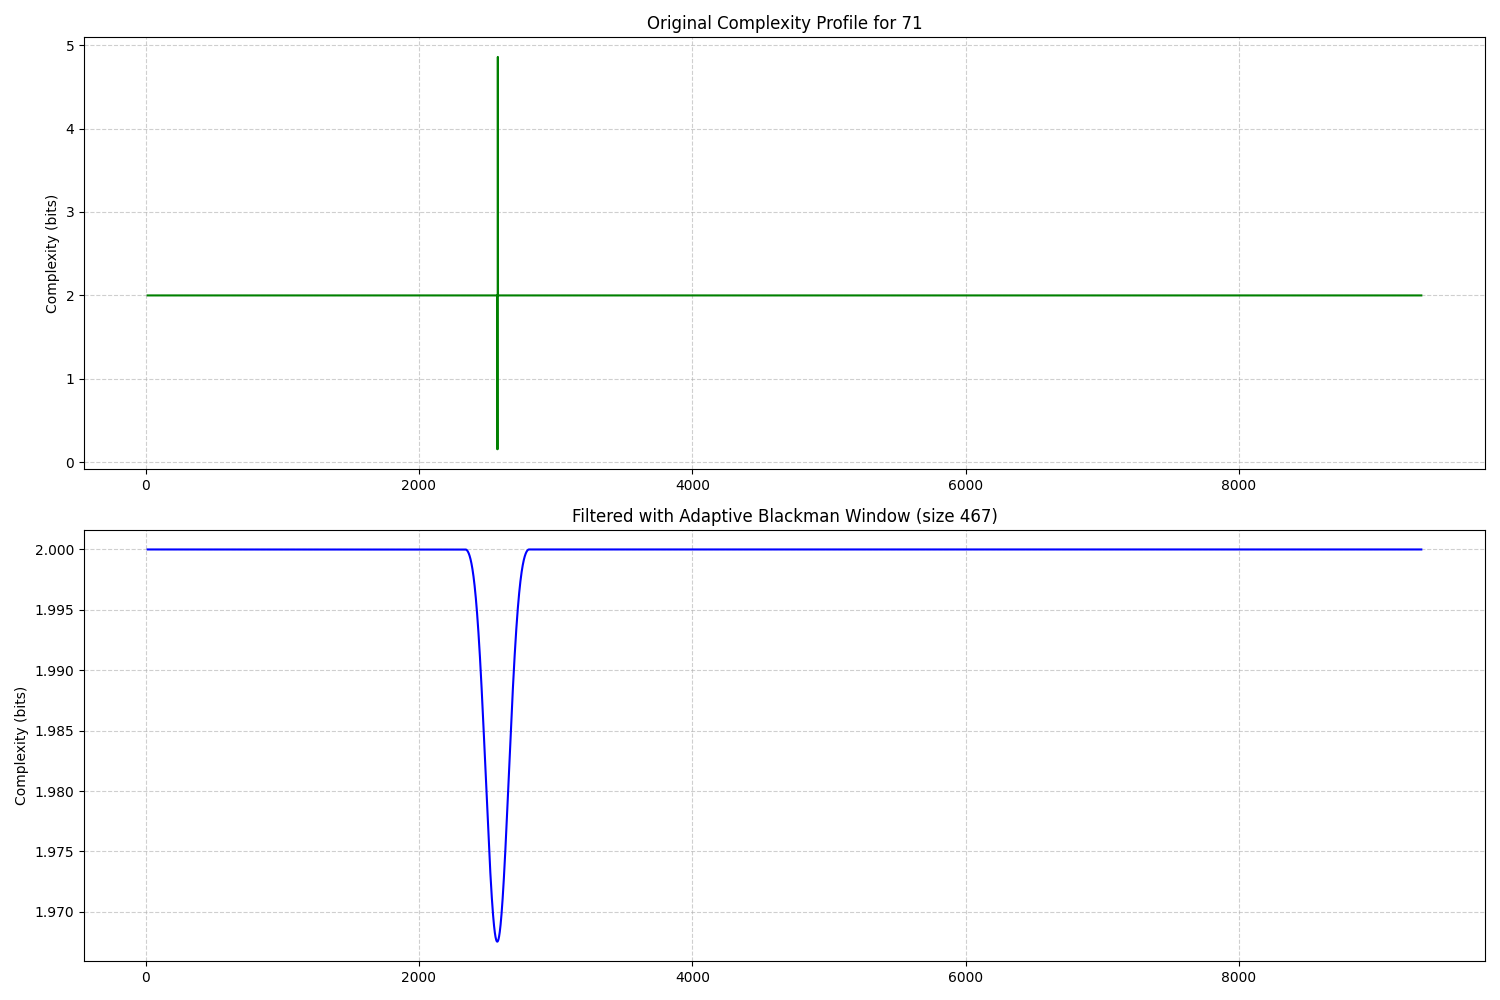 Original Complexity Profile for 71
5
4
3
2
1
0
Complexity (bits)
0 2000 4000 6000 8000
Filtered with Adaptive Blackman Window (size 467)
2.000
1.995
1.990
1.985
1.980
1.975
1.970
Complexity (bits)
0 2000 4000 6000 8000